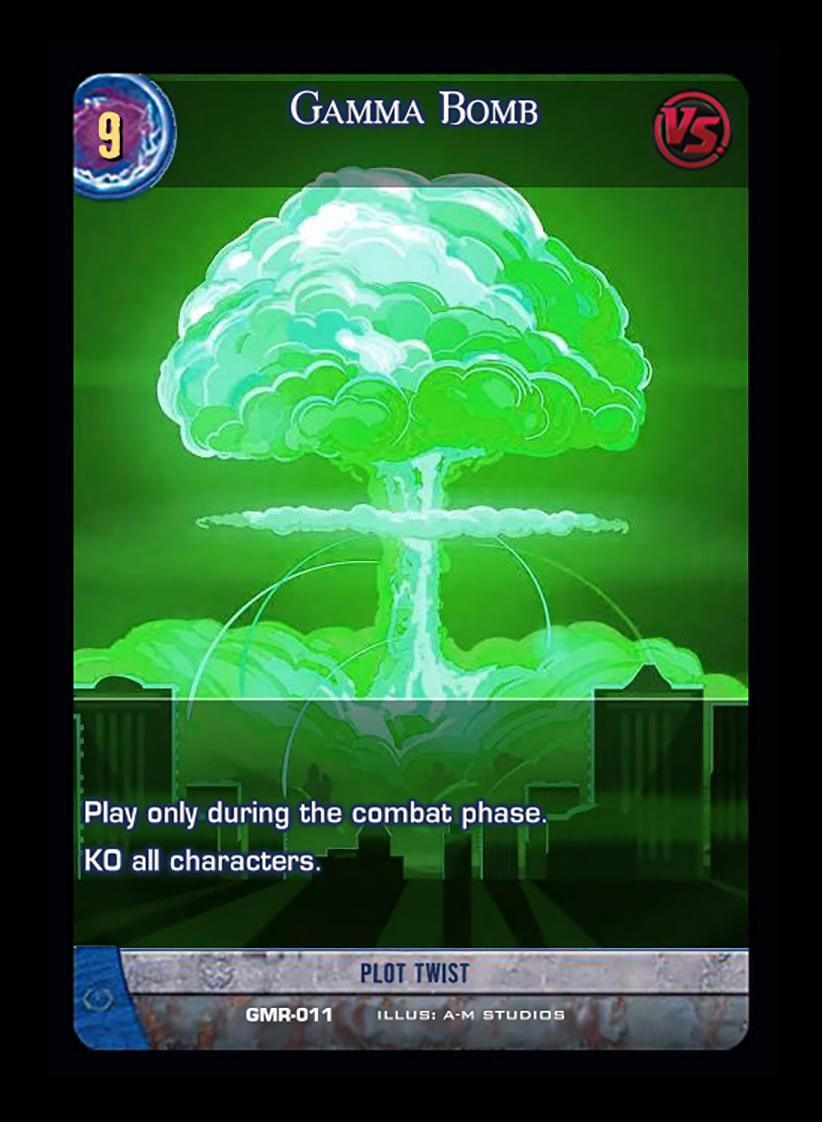 9
Gamma Bomb
VS.
Play only during the combat phase.
KO all characters.
PLOT TWIST
GMR-011 ILLUS: A-M STUDIOS